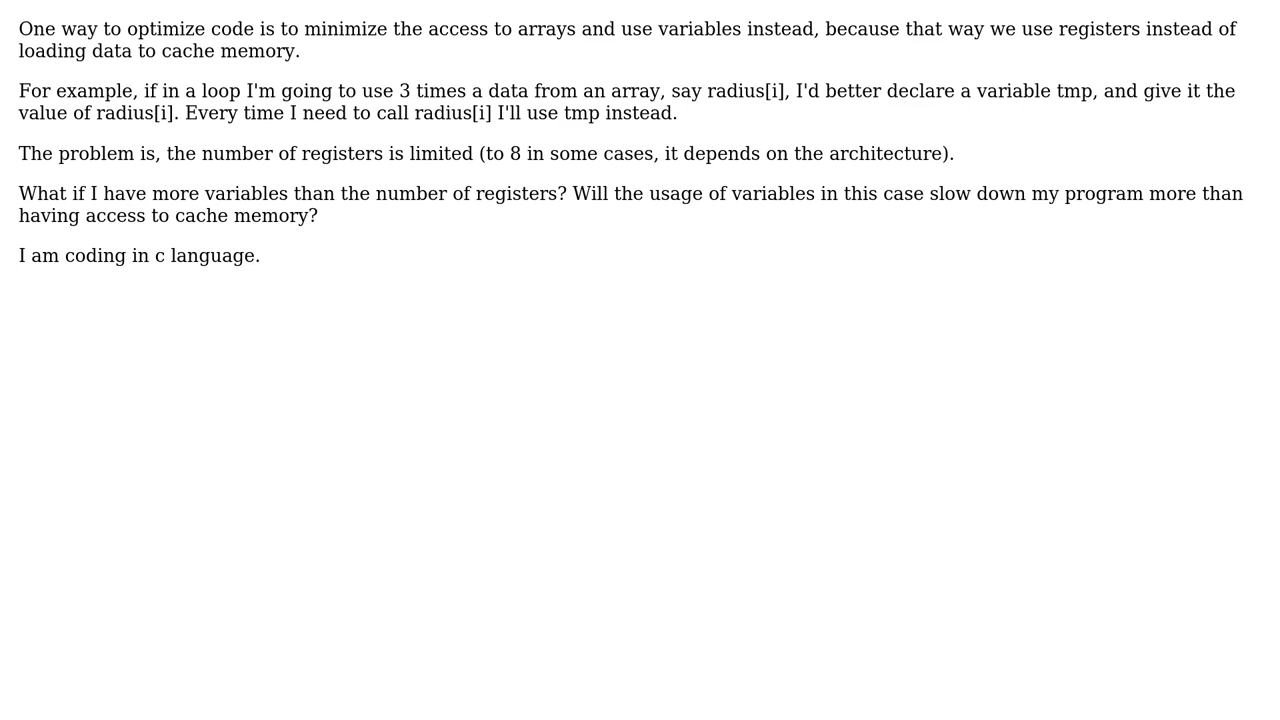 One way to optimize code is to minimize the access to arrays and use variables instead, because that way we use registers instead of
loading data to cache memory.
For example, if in a loop I'm going to use 3 times a data from an array, say radius[i], I'd better declare a variable tmp, and give it the
value of radius[i]. Every time I need to call radius[i] I'll use tmp instead.
The problem is, the number of registers is limited (to 8 in some cases, it depends on the architecture).
What if I have more variables than the number of registers? Will the usage of variables in this case slow down my program more than
having access to cache memory?
I am coding in c language.